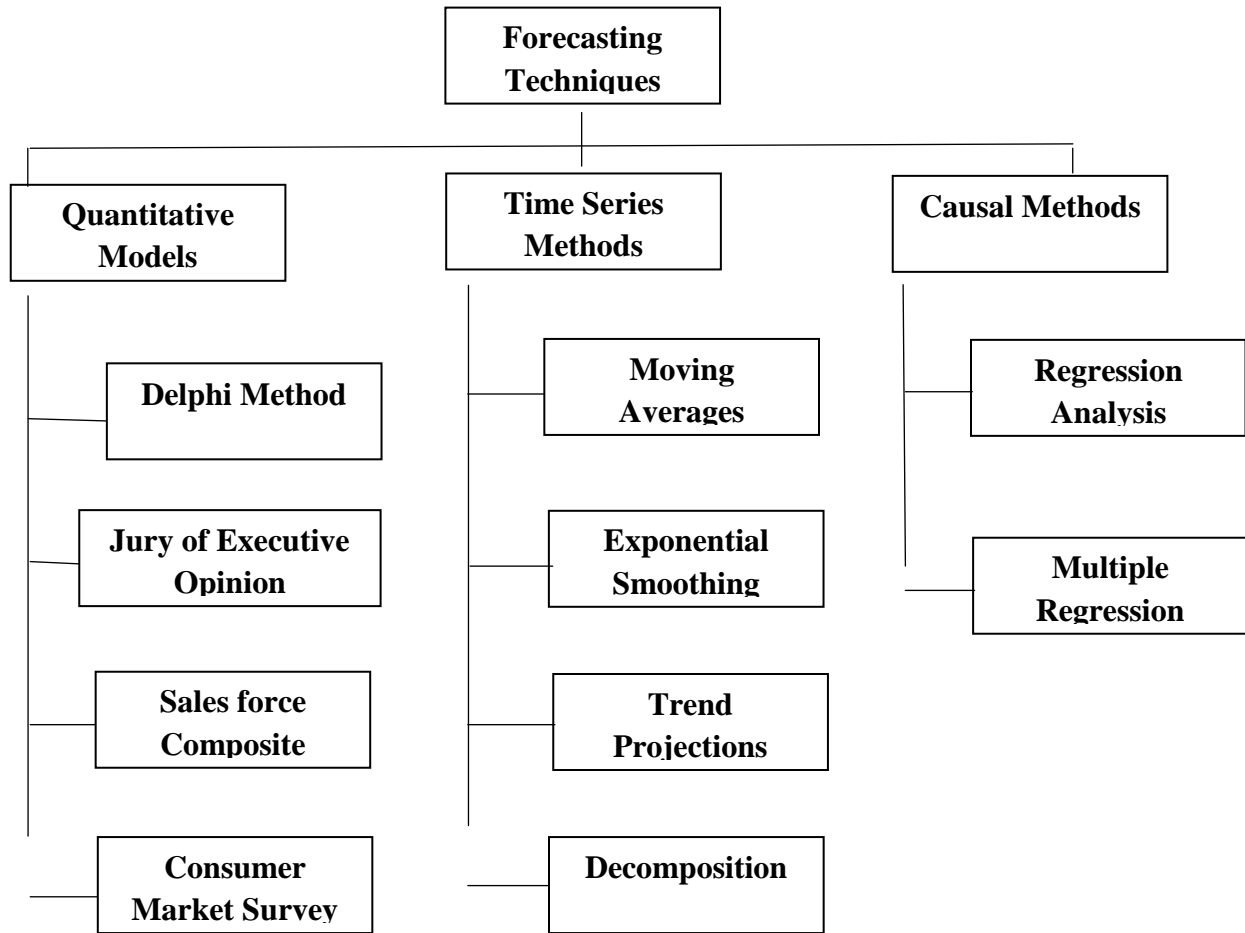 Forecasting
Techniques
Quantitative
Models
Time Series
Methods
Causal Methods
Delphi Method
Moving
Averages
Regression
Analysis
Jury of Executive
Opinion
Exponential
Smoothing
Multiple
Regression
Sales force
Composite
Trend
Projections
Consumer
Market Survey
Decomposition